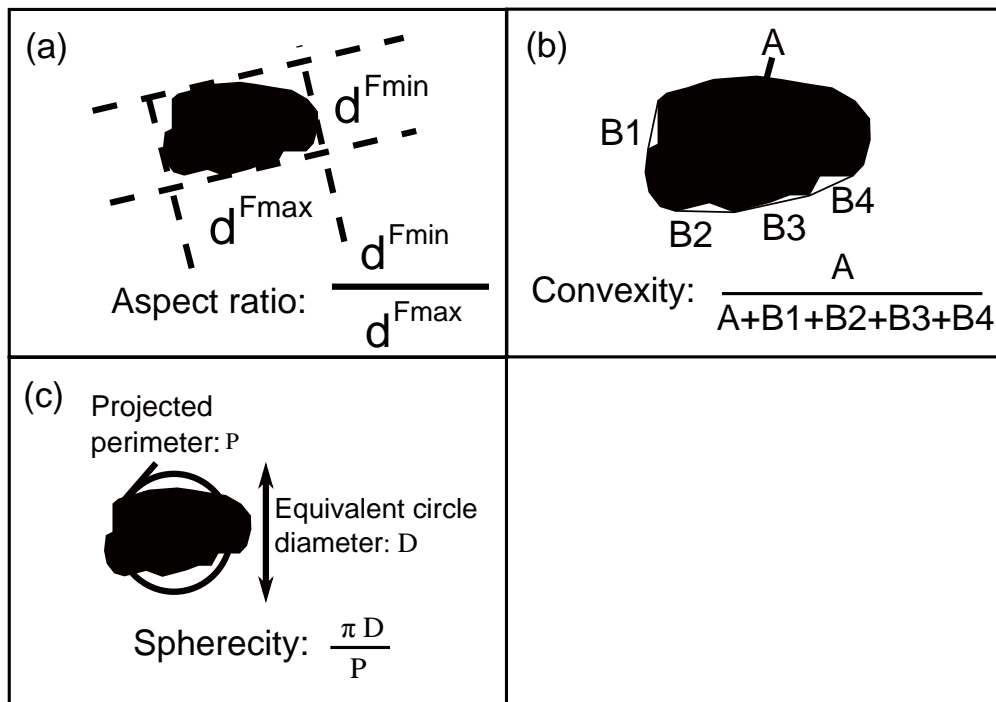 (a)
d^Fmin
d^Fmax
Aspect ratio:
d^Fmin
d^Fmax
(b)
A
B1
B2
B3
B4
Convexity:
A
A+B1+B2+B3+B4
(c)
Projected
perimeter: P
Equivalent circle
diameter: D
Spherecity:
π D
P